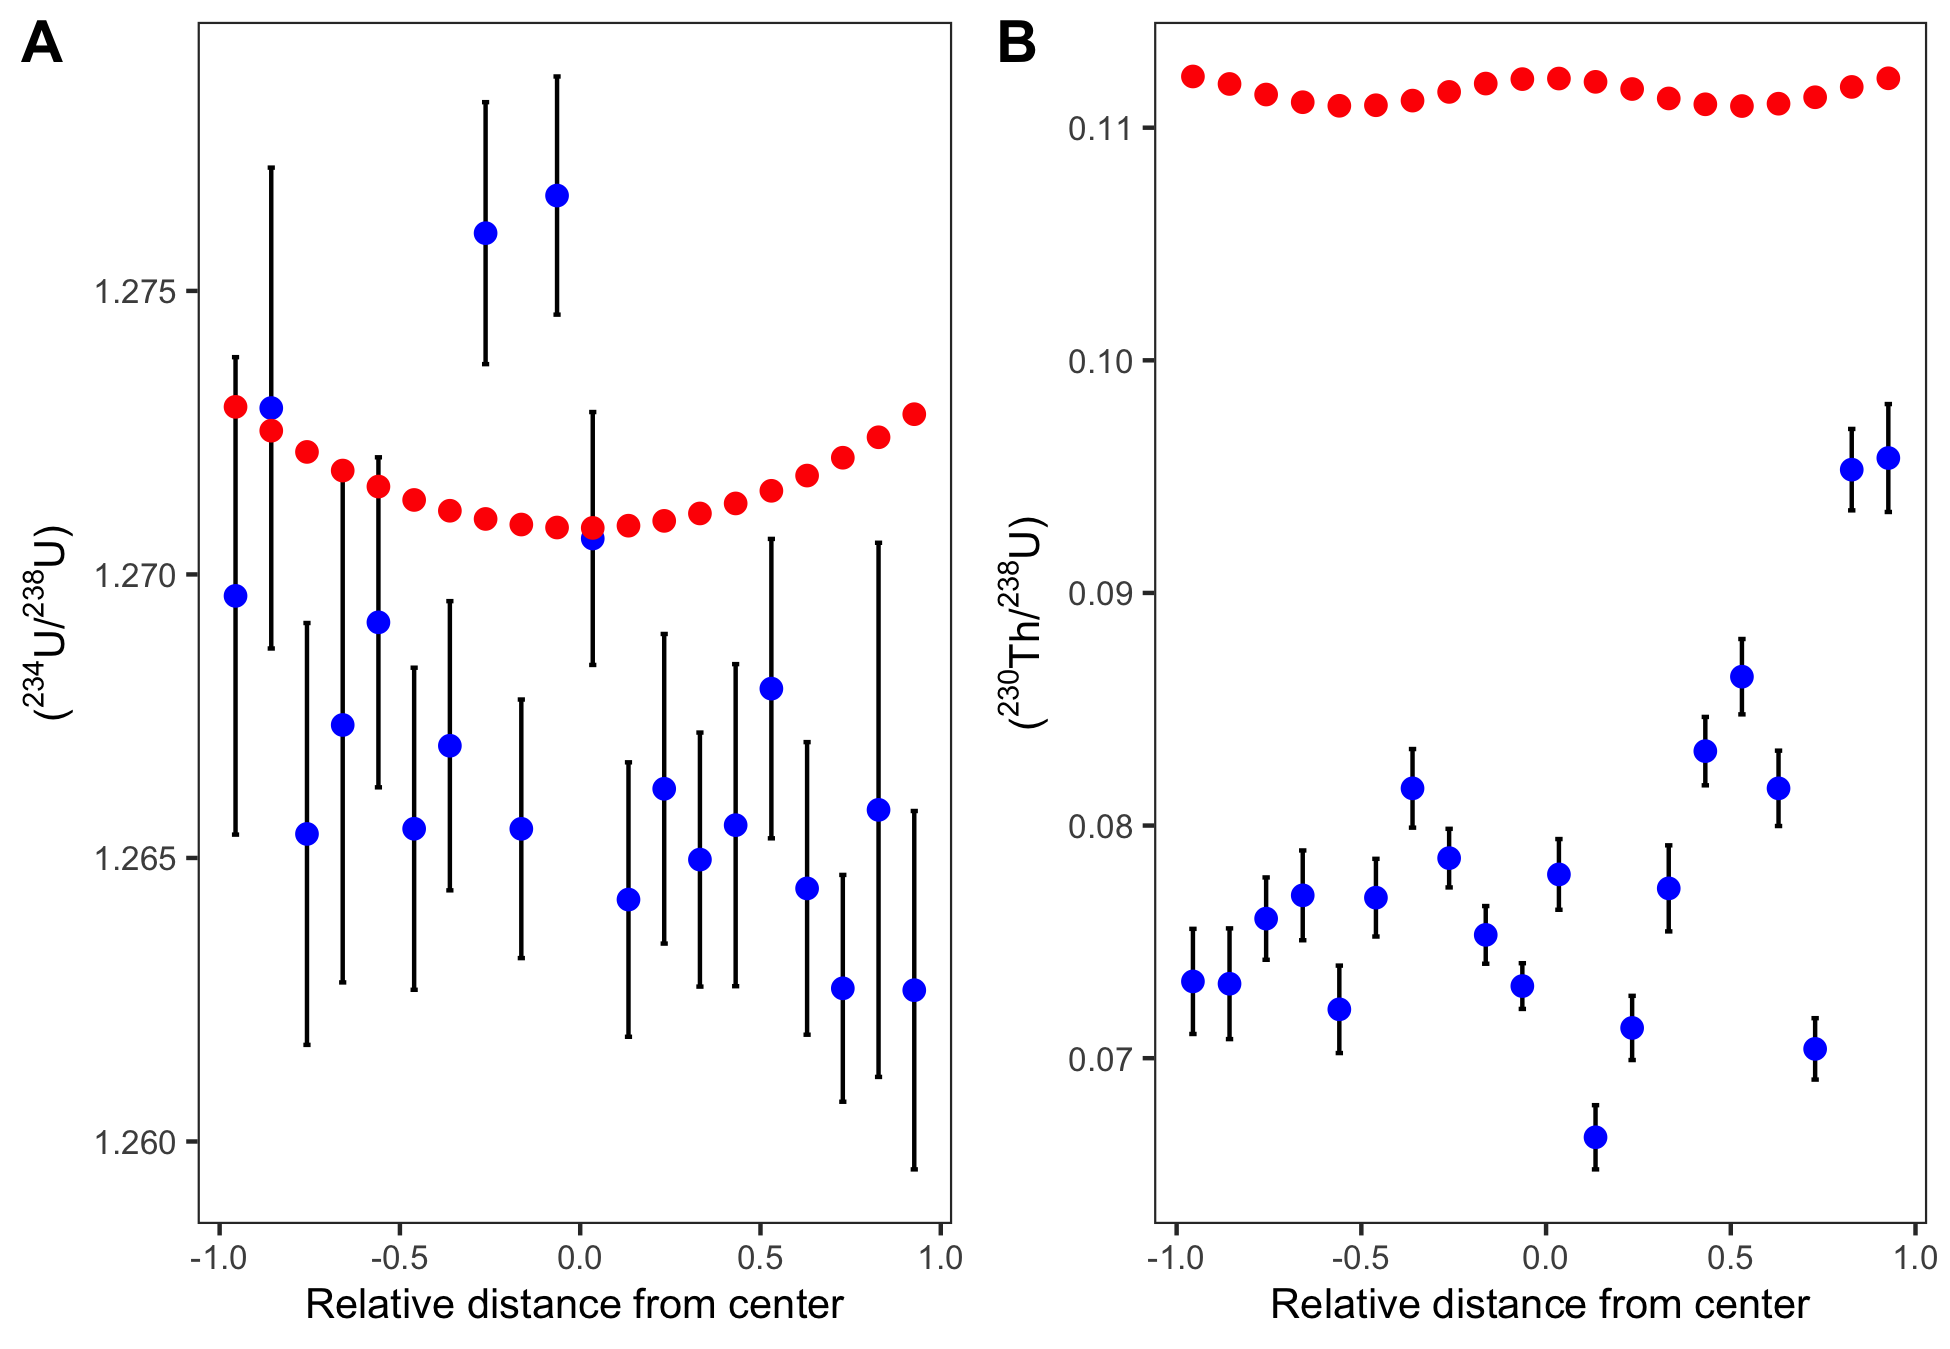 A
B
1.275
1.270
1.265
1.260
(²³⁴U/²³⁸U)
-1.0 -0.5 0.0 0.5 1.0
Relative distance from center
0.11
0.10
0.09
0.08
0.07
(²³⁰Th/²³⁸U)
-1.0 -0.5 0.0 0.5 1.0
Relative distance from center